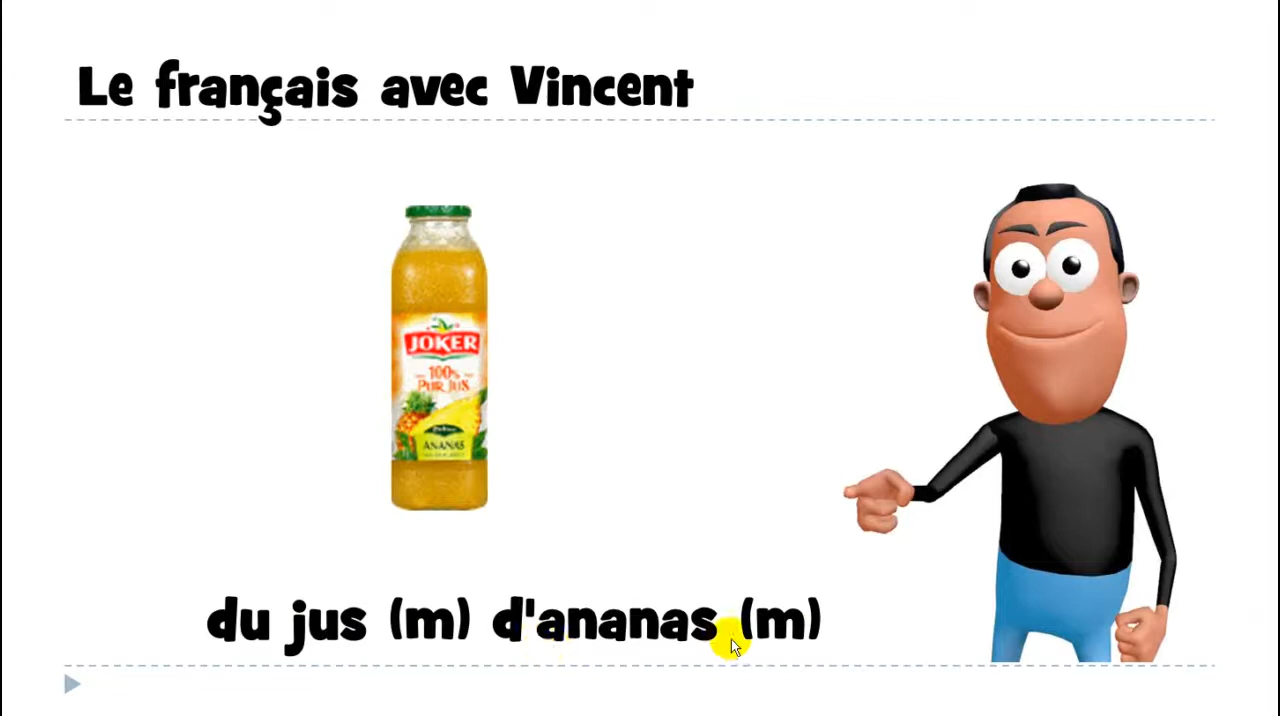 Le français avec Vincent
JOKER
100%
PUR JUS
ANANAS
du jus (m) d'ananas (m)